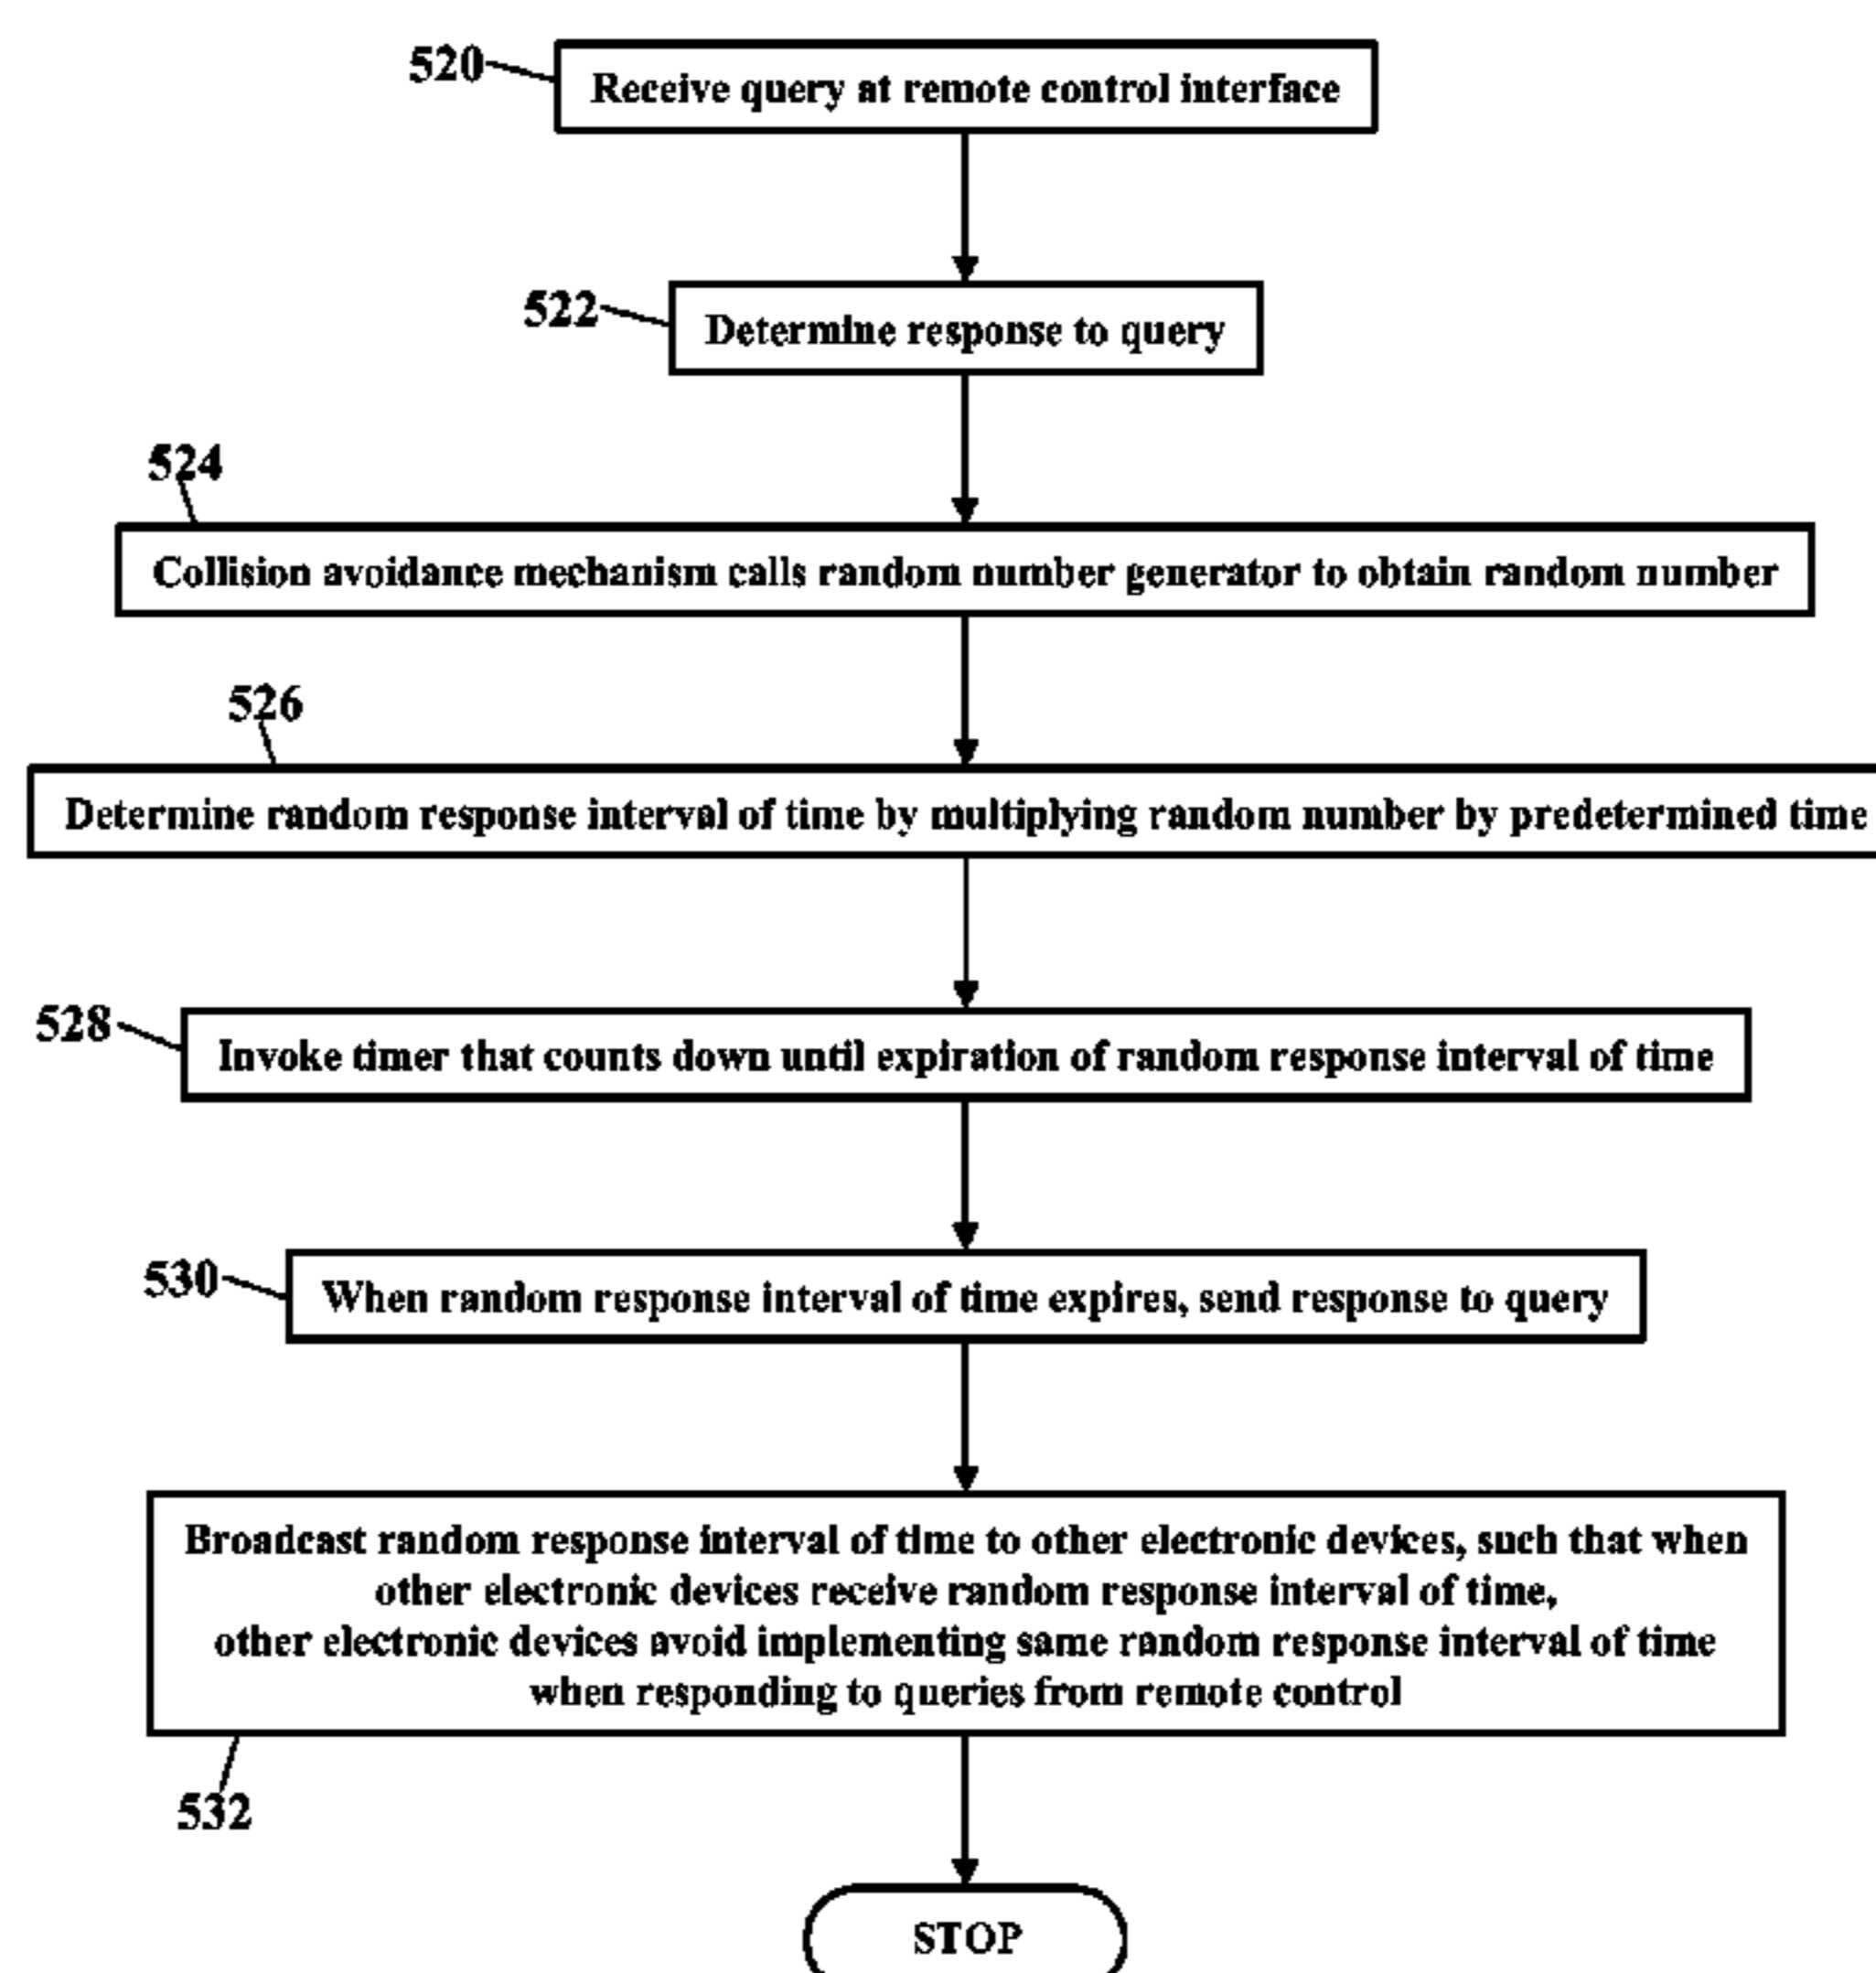 520
Receive query at remote control interface
522
Determine response to query
524
Collision avoidance mechanism calls random number generator to obtain random number
526
Determine random response interval of time by multiplying random number by predetermined time
528
Invoke timer that counts down until expiration of random response interval of time
530
When random response interval of time expires, send response to query
Broadcast random response interval of time to other electronic devices, such that when
other electronic devices receive random response interval of time,
other electronic devices avoid implementing same random response interval of time
when responding to queries from remote control
532
STOP